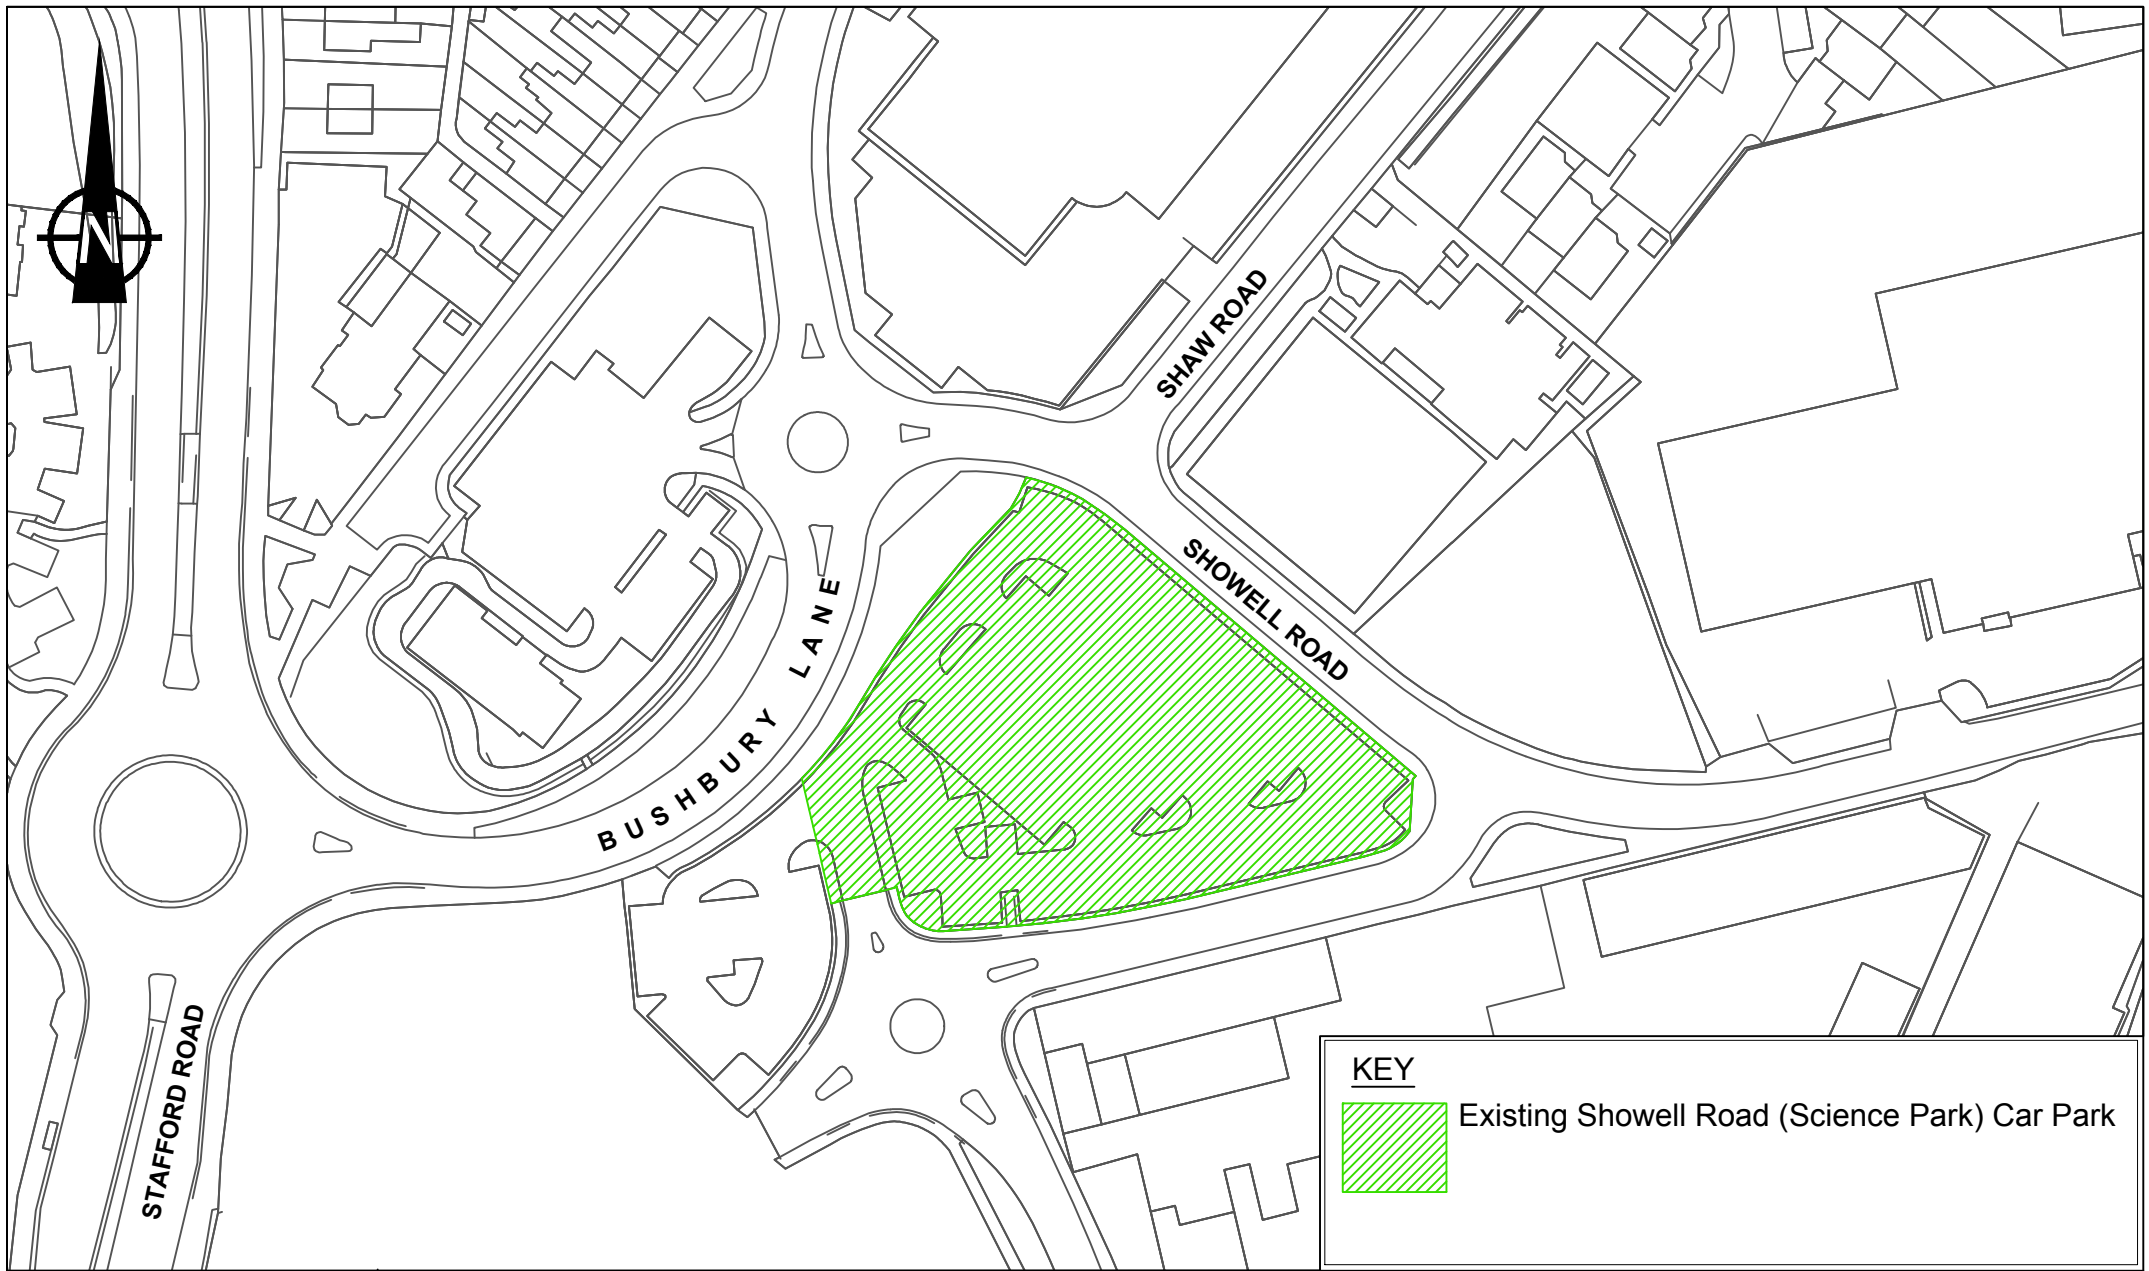 N
SHAW ROAD
SHOWELL ROAD
BUSHBURY LANE
STAFFORD ROAD
KEY
Existing Showell Road (Science Park) Car Park